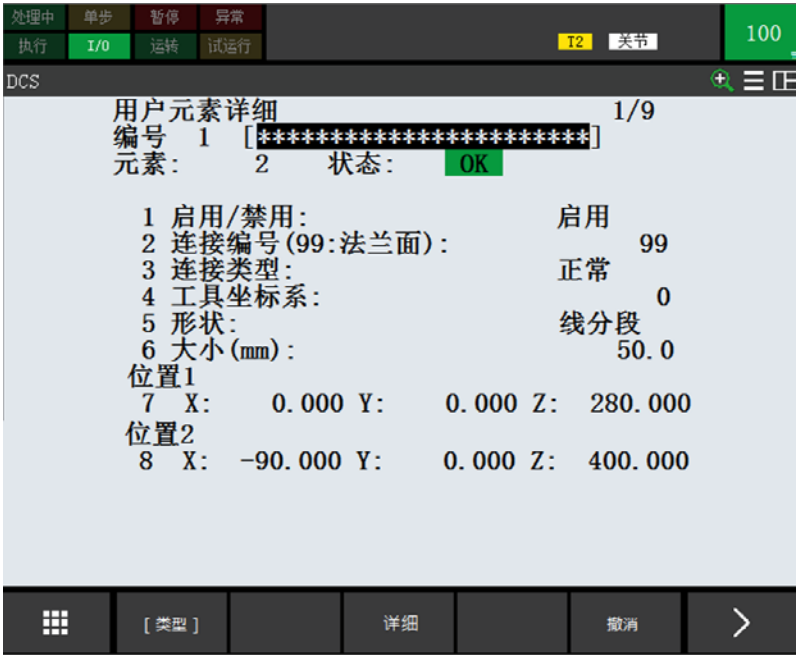 处理中 单步 暂停 异常
执行 I/O 运转 试运行 T2 关节 100
DCS
用户元素详细 1/9
编号 1 [***********************]
元素: 2 状态: OK
1 启用/禁用: 启用
2 连接编号(99:法兰面): 99
3 连接类型: 正常
4 工具坐标系: 0
5 形状: 线分段
6 大小(mm): 50.0
位置1
7 X: 0.000 Y: 0.000 Z: 280.000
位置2
8 X: -90.000 Y: 0.000 Z: 400.000
[ 类型 ] 详细 撤消